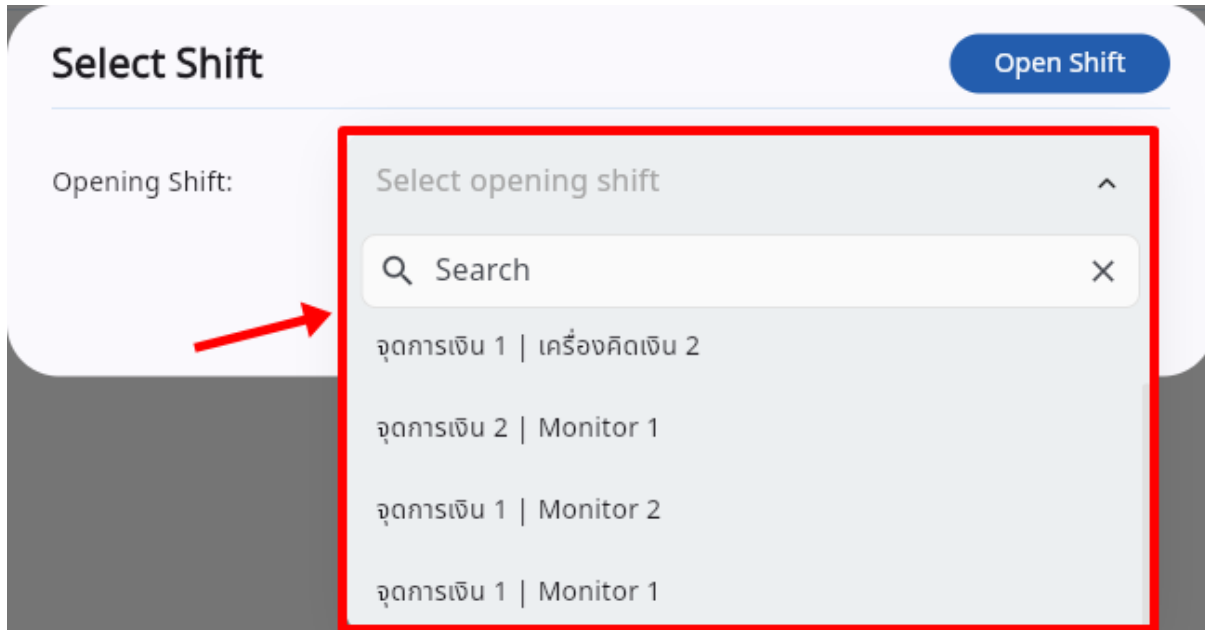 Select Shift
Open Shift
Opening Shift:
Select opening shift
Search
จุดการเงิน 1 | เครื่องคิดเงิน 2
จุดการเงิน 2 | Monitor 1
จุดการเงิน 1 | Monitor 2
จุดการเงิน 1 | Monitor 1